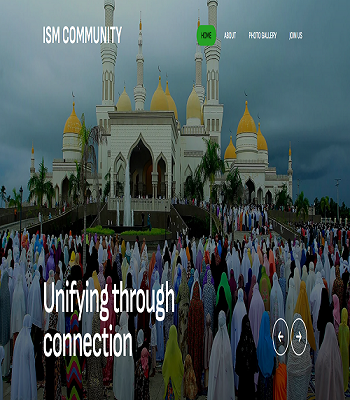 ISM COMMUNITY
HOME ABOUT PHOTO GALLERY JOIN US
Unifying through
connection